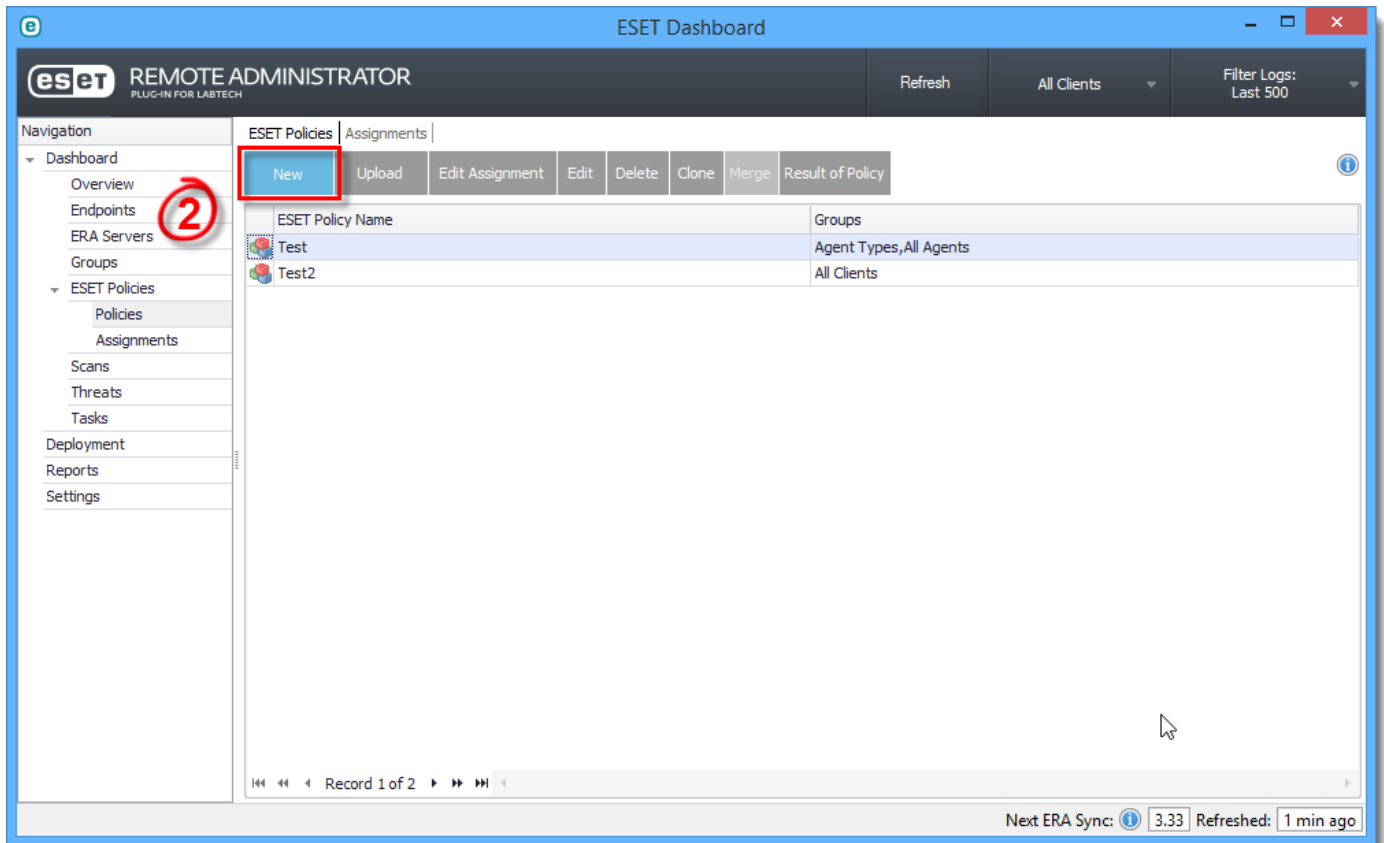 e
ESET Dashboard
eset REMOTE ADMINISTRATOR
PLUG-IN FOR LABTECH
Refresh
All Clients
Filter Logs:
Last 500
Navigation
Dashboard
Overview
Endpoints
ERA Servers
Groups
ESET Policies
Policies
Assignments
Scans
Threats
Tasks
Deployment
Reports
Settings
2
ESET Policies Assignments
New Upload Edit Assignment Edit Delete Clone Merge Result of Policy
ESET Policy Name Groups
Test Agent Types,All Agents
Test2 All Clients
Record 1 of 2
Next ERA Sync: 3.33 Refreshed: 1 min ago